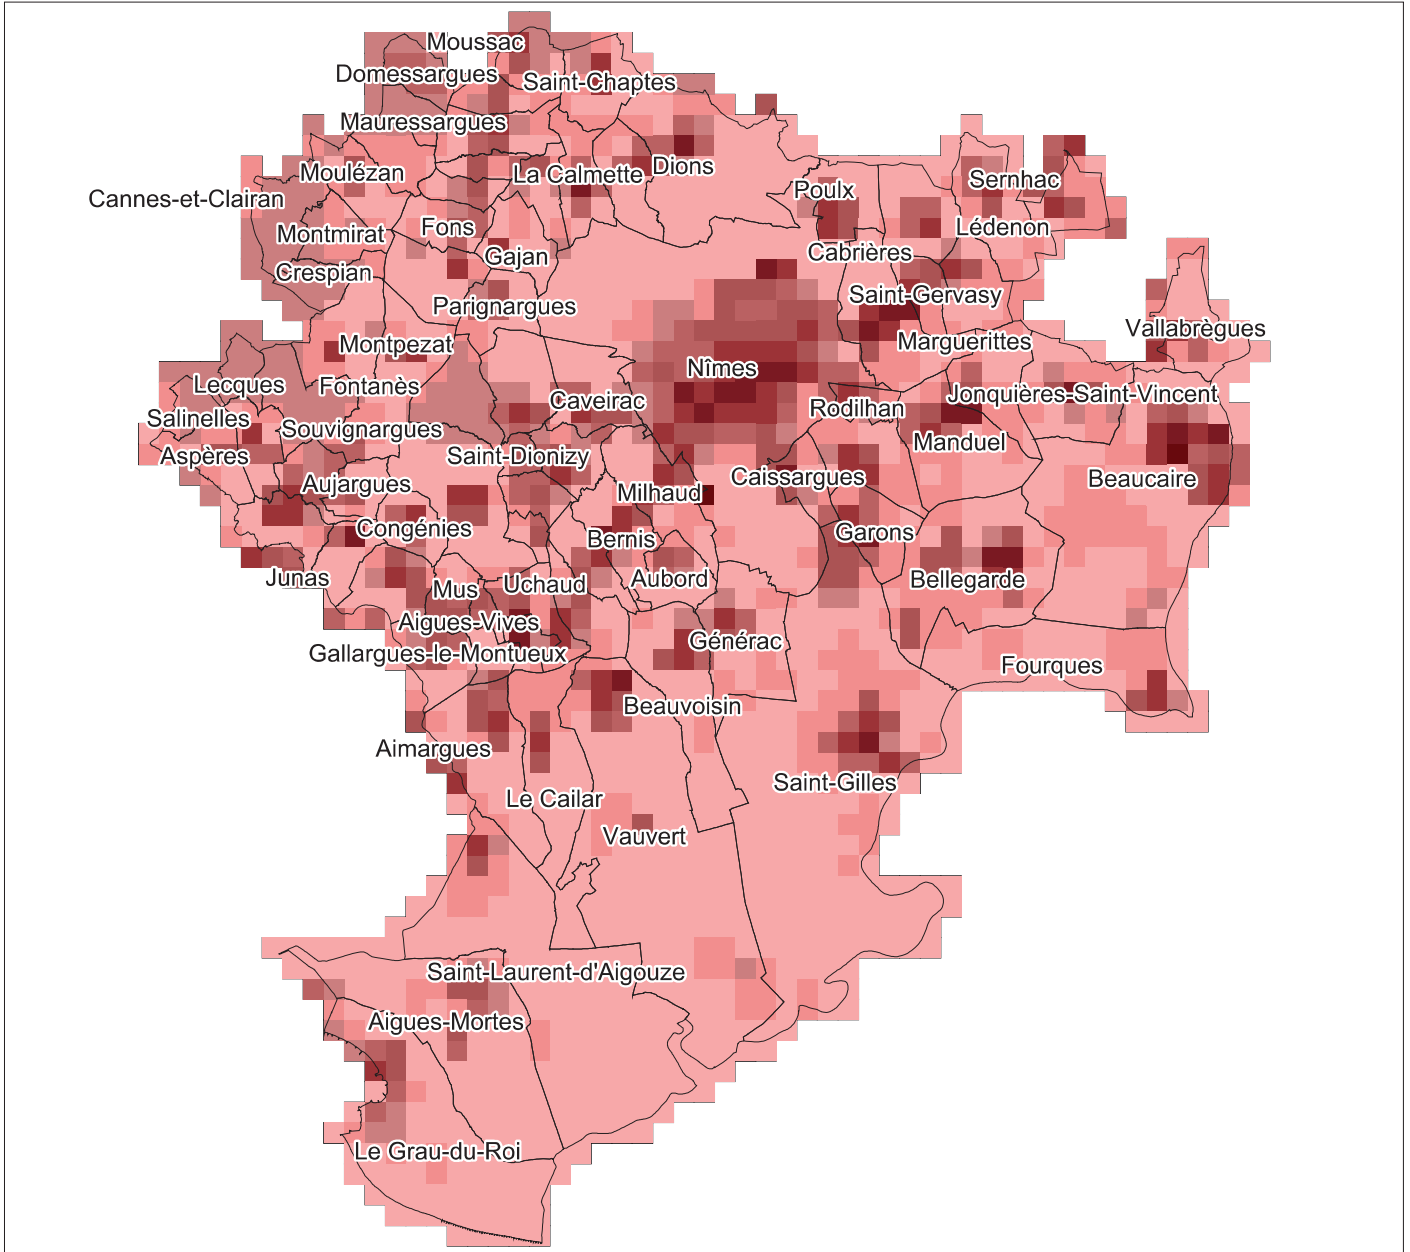 Moussac
Domessargues
Saint-Chaptes
Mauressargues
Moulézan
La Calmette
Dions
Cannes-et-Clairan
Poulx
Sernhac
Montmirat
Fons
Lédenon
Gajan
Cabrières
Crespian
Parignargues
Saint-Gervasy
Vallabrègues
Montpezat
Marguerittes
Nîmes
Lecques
Fontanès
Caveirac
Rodilhan
Jonquières-Saint-Vincent
Salinelles
Souvignargues
Manduel
Aspères
Saint-Dionizy
Aujargues
Milhaud
Caissargues
Beaucaire
Congénies
Bernis
Garons
Junas
Mus
Uchaud
Aubord
Bellegarde
Aigues-Vives
Générac
Gallargues-le-Montueux
Fourques
Beauvoisin
Aimargues
Saint-Gilles
Le Cailar
Vauvert
Saint-Laurent-d'Aigouze
Aigues-Mortes
Le Grau-du-Roi